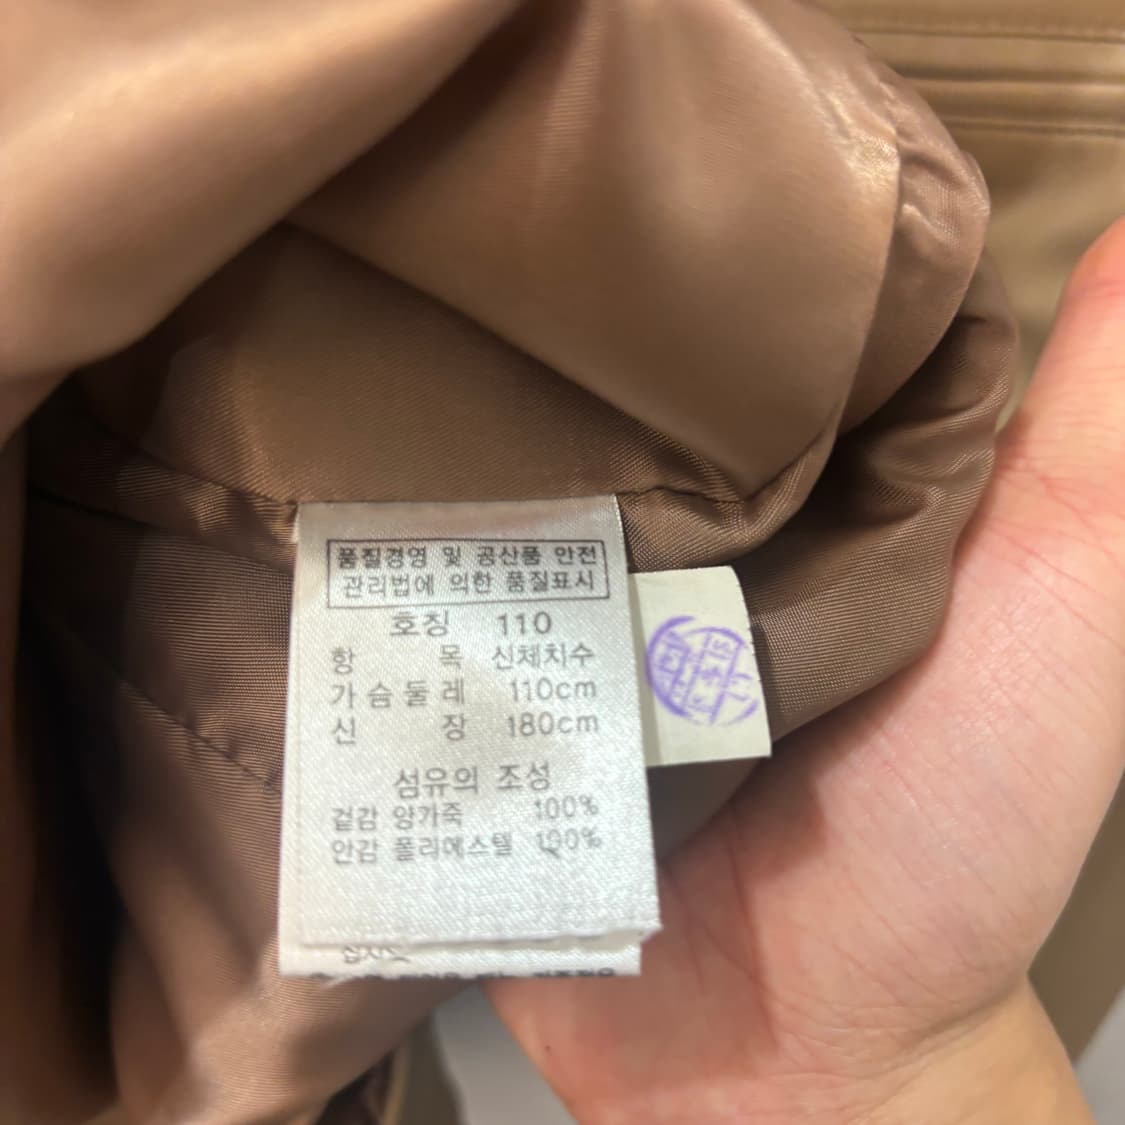 품질경영 및 공산품 안전
관리법에 의한 품질표시
호칭 110
항 목 신체치수
가슴둘레 110cm
신 장 180cm
섬유의 조성
겉감 양가죽 100%
안감 폴리에스텔 100%